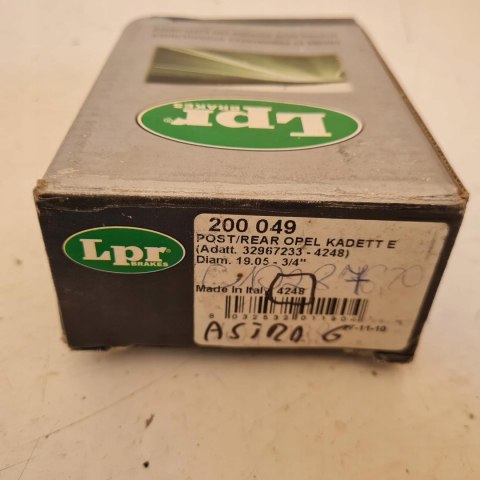 Lpr
BRAKES
Lpr
BRAKES
200 049
POST/REAR OPEL KADETT E
(Adatt. 32967233 - 4248)
Diam. 19.05 - 3/4"
Made in Italy 4248
ASTRA G